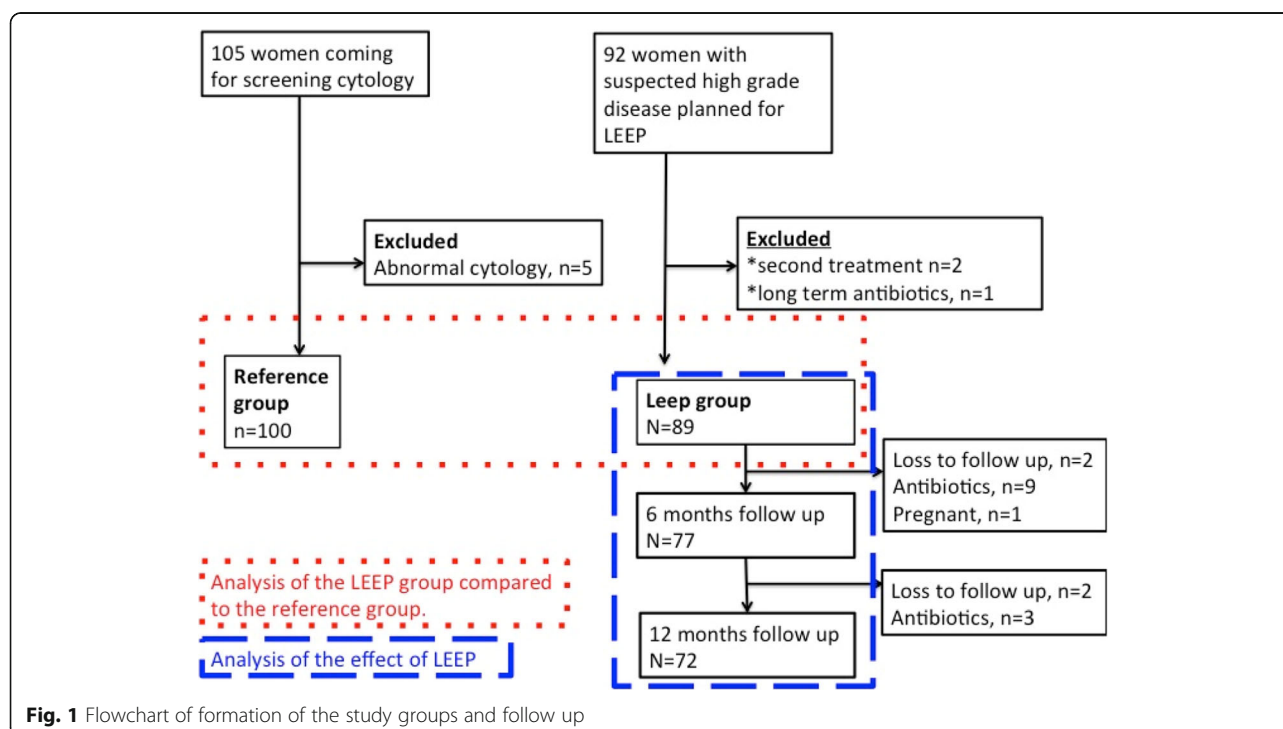 105 women coming
for screening cytology
92 women with
suspected high grade
disease planned for
LEEP
Excluded
Abnormal cytology, n=5
Excluded
*second treatment n=2
*long term antibiotics, n=1
Reference
group
n=100
Leep group
N=89
Loss to follow up, n=2
Antibiotics, n=9
Pregnant, n=1
6 months follow up
N=77
Loss to follow up, n=2
Antibiotics, n=3
12 months follow up
N=72
Analysis of the LEEP group compared
to the reference group.
Analysis of the effect of LEEP
Fig. 1 Flowchart of formation of the study groups and follow up